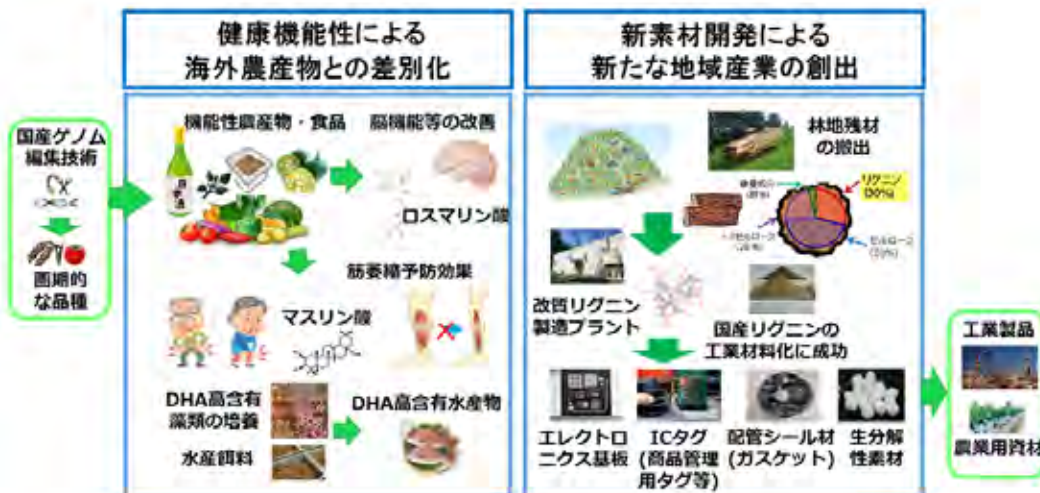 健康機能性による
海外農産物との差別化
新素材開発による
新たな地域産業の創出
国産ゲノム
編集技術
画期的
な品種
機能性農産物・食品
脳機能等の改善
ロスマリン酸
筋萎縮予防効果
マスリン酸
DHA高含有
藻類の培養
水産餌料
DHA高含有水産物
林地残材
の搬出
リグニン
(30%)
改質リグニン
製造プラント
国産リグニンの
工業材料化に成功
エレクトロ
ニクス基板
ICタグ
(商品管理
用タグ等)
配管シール材
(ガスケット)
生分解
性素材
工業製品
農業用資材